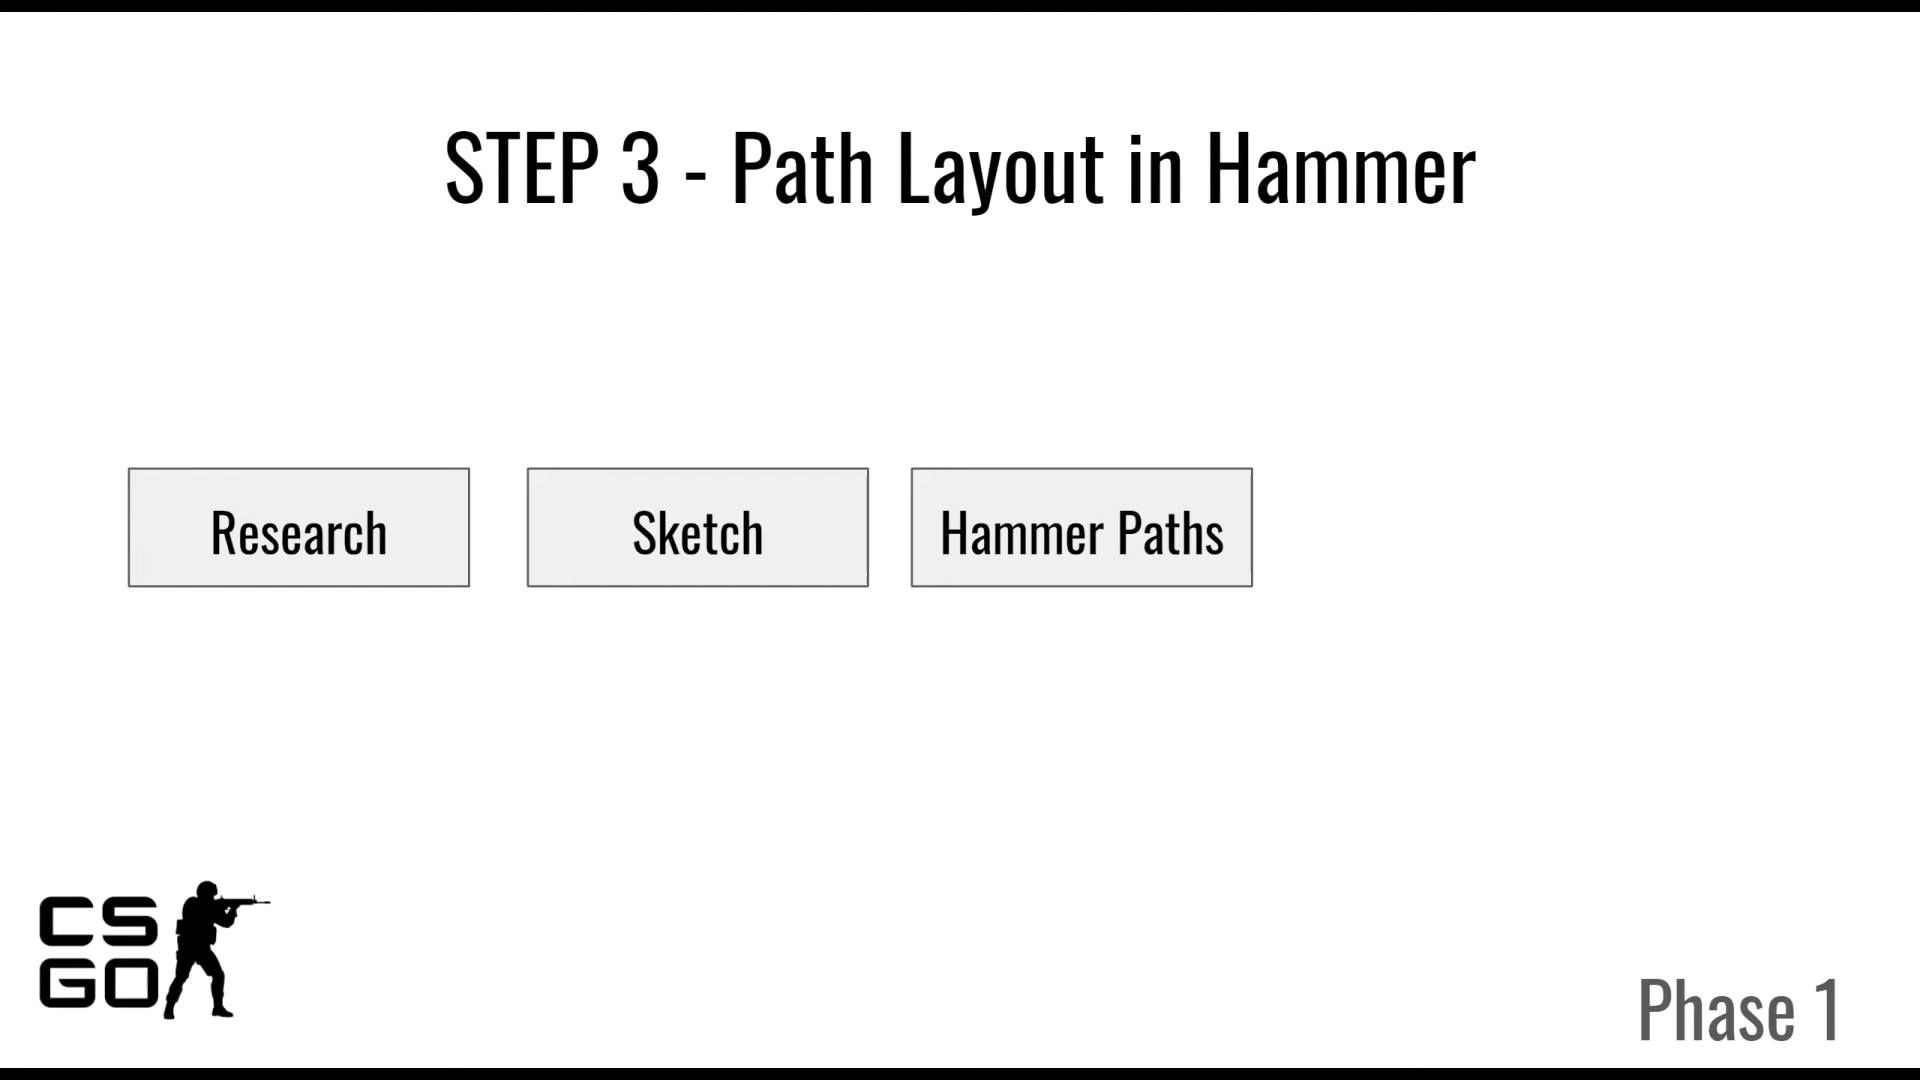 STEP 3 - Path Layout in Hammer
Research
Sketch
Hammer Paths
CS
GO
Phase 1